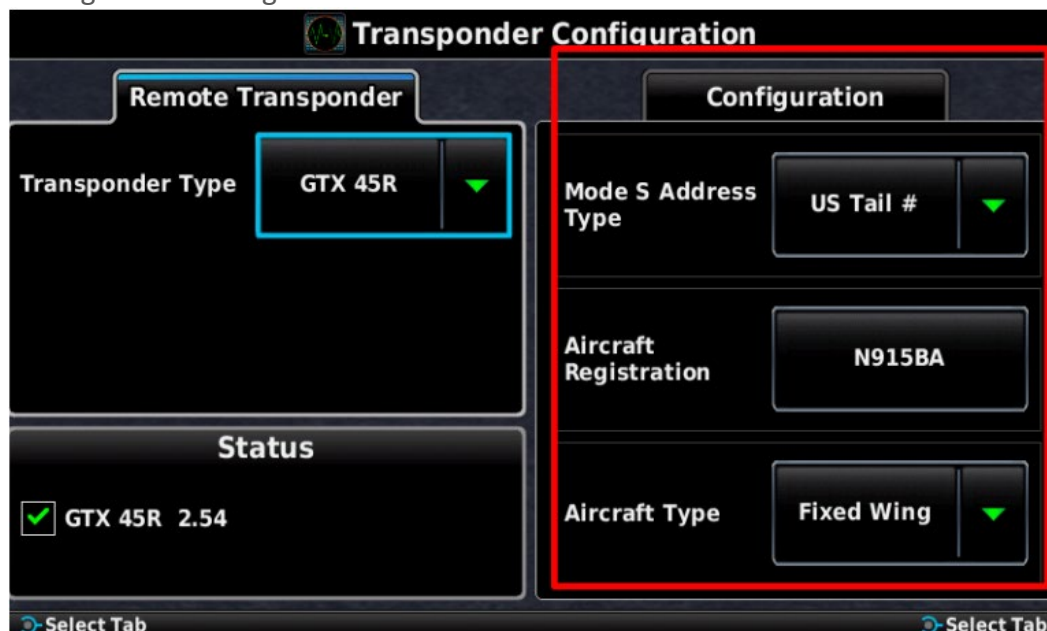 Transponder Configuration
Remote Transponder
Transponder Type
GTX 45R
Status
GTX 45R 2.54
Configuration
Mode S Address
Type
US Tail #
Aircraft
Registration
N915BA
Aircraft Type
Fixed Wing
Select Tab
Select Tab